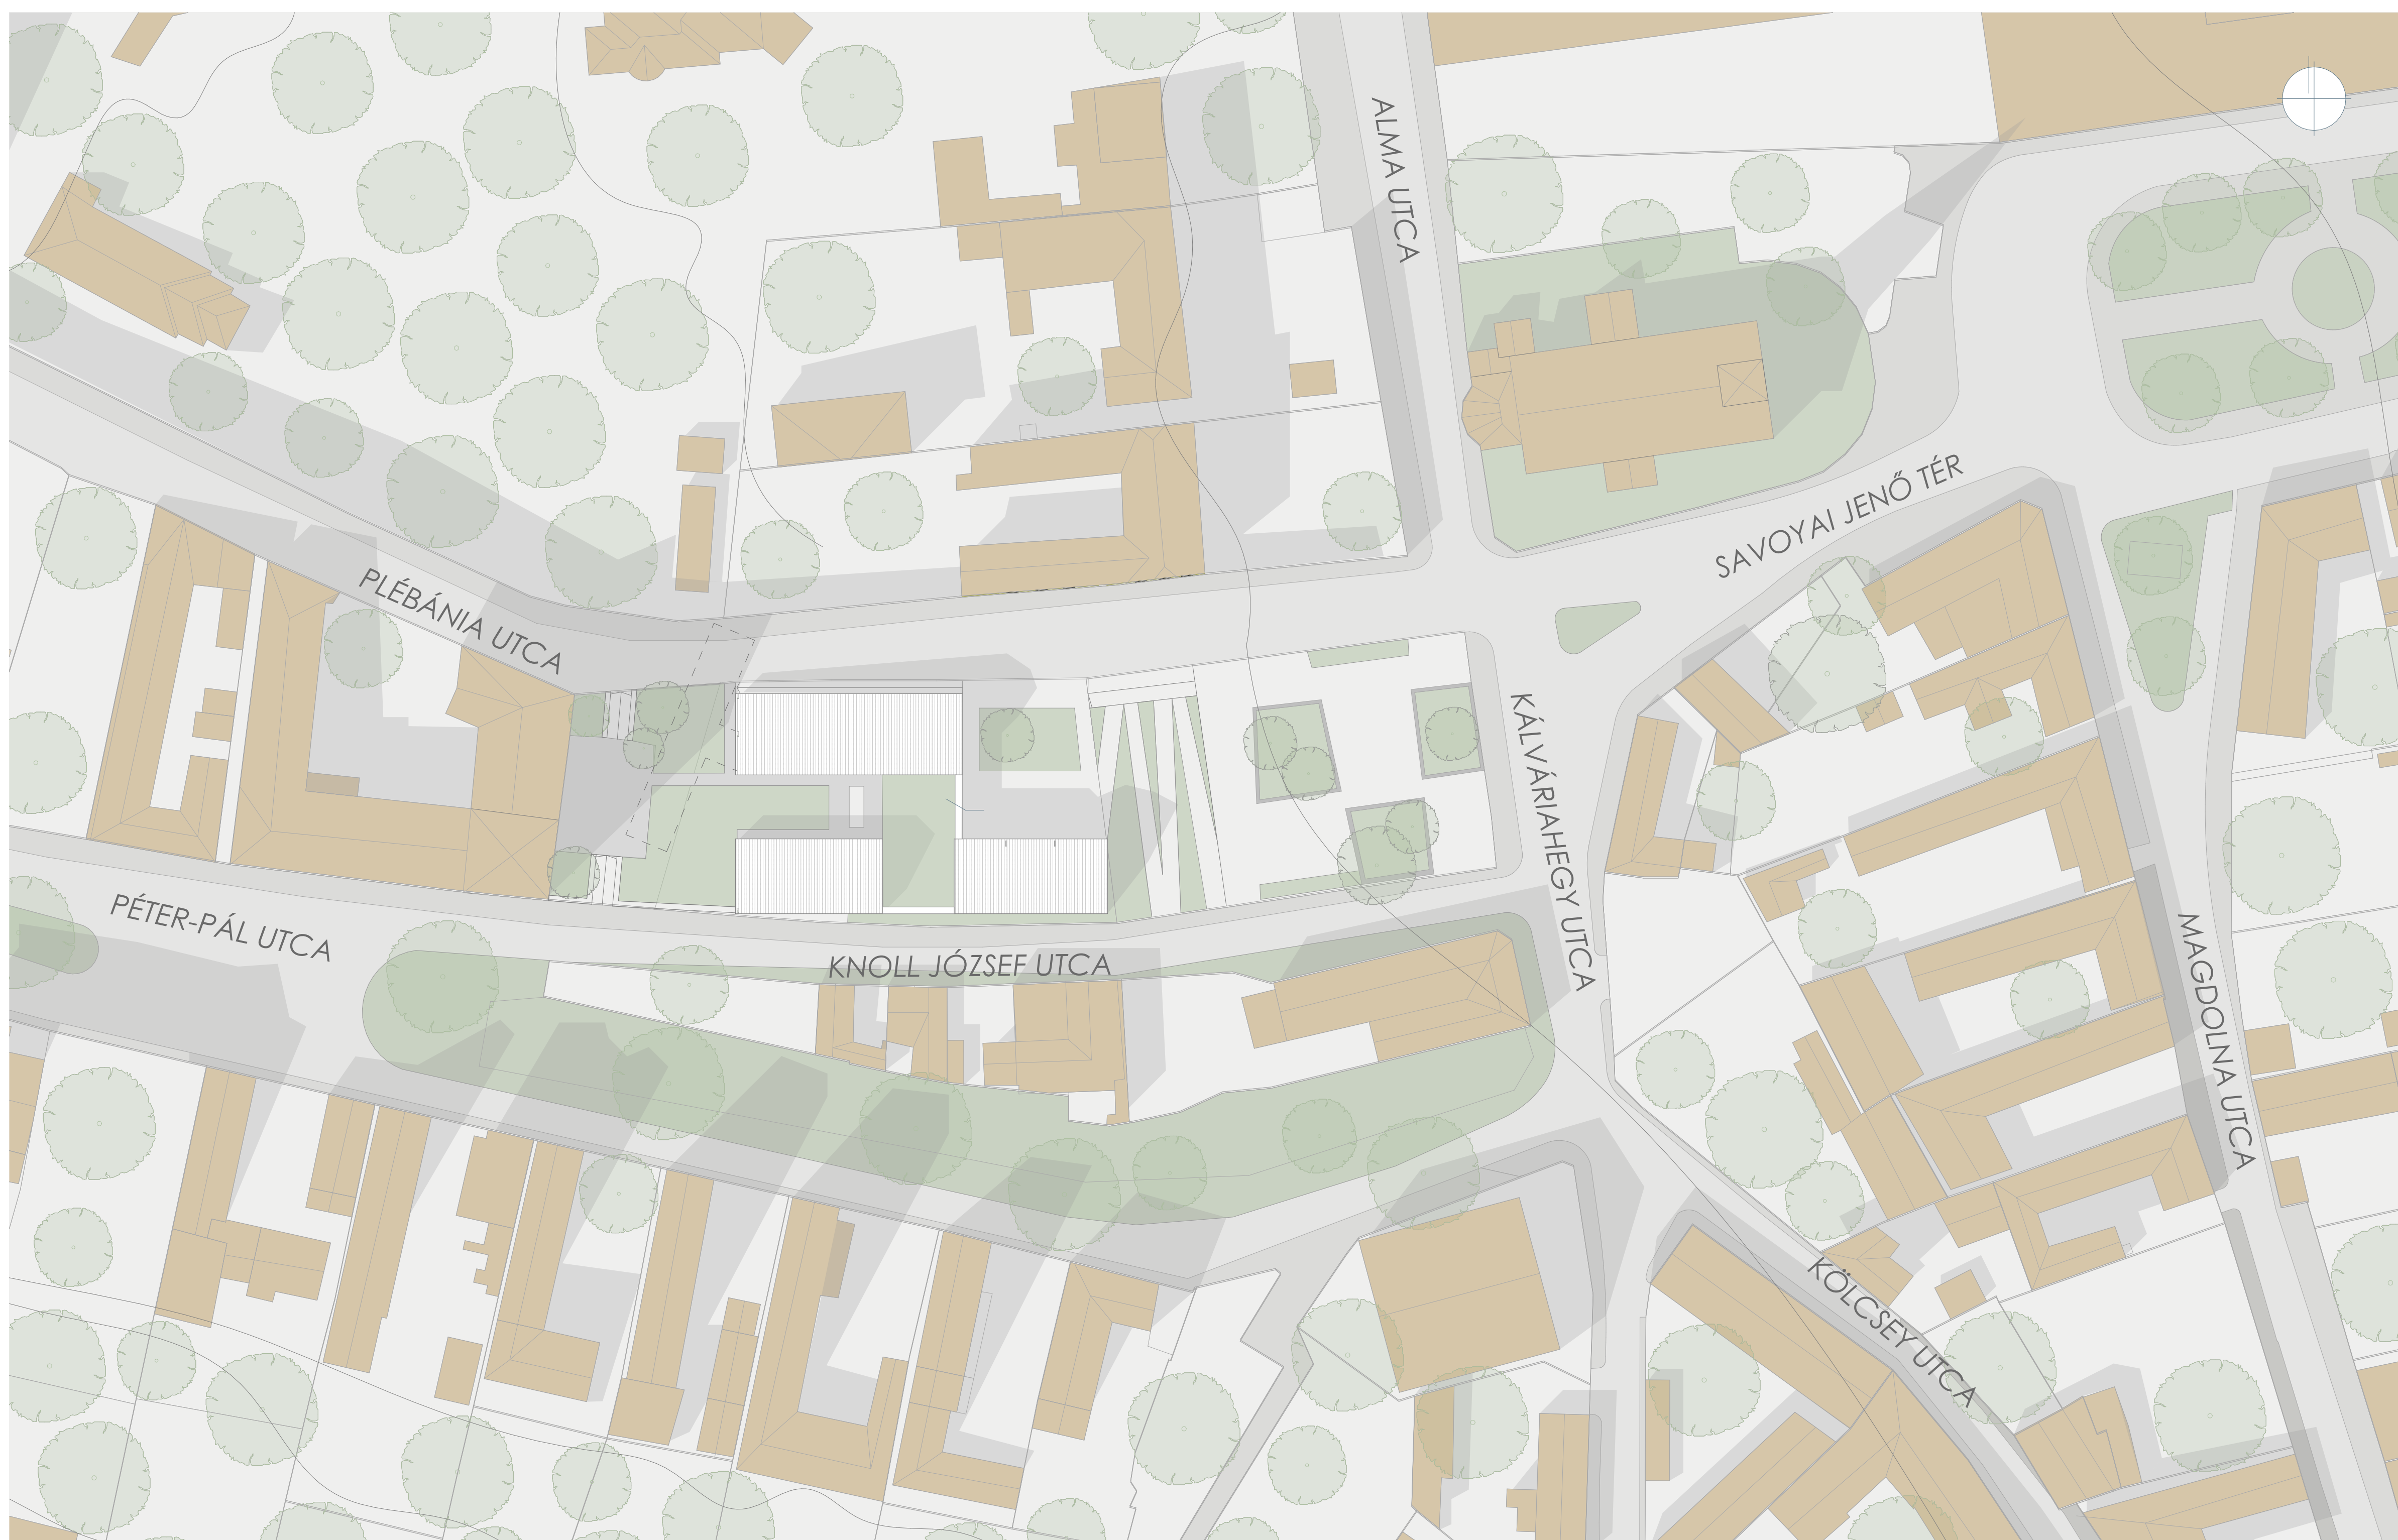 ALMA UTCA
SAVOYAI JENŐ TÉR
PLÉBÁNIA UTCA
KÁLVÁRIAHEGY UTCA
PÉTER-PÁL UTCA
KNOLL JÓZSEF UTCA
MAGDOLNA UTCA
KÖLCSEY UTCA